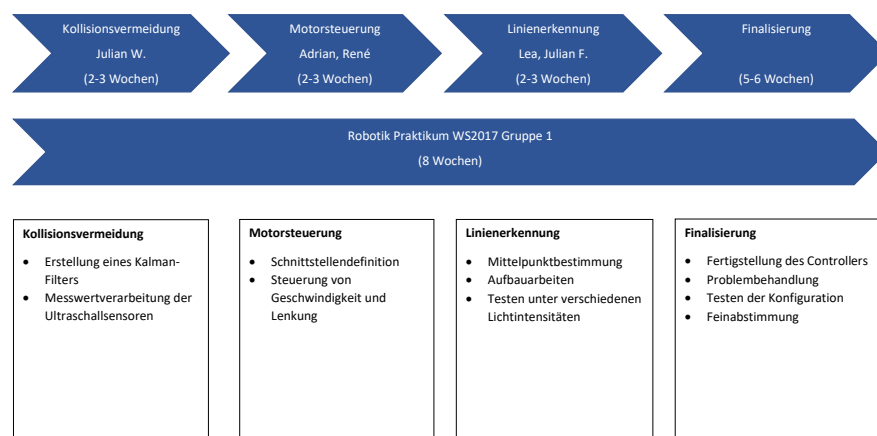 Kollisionsvermeidung
Julian W.
(2-3 Wochen)
Motorsteuerung
Adrian, René
(2-3 Wochen)
Linienerkennung
Lea, Julian F.
(2-3 Wochen)
Finalisierung
(5-6 Wochen)
Robotik Praktikum WS2017 Gruppe 1
(8 Wochen)
Kollisionsvermeidung
• Erstellung eines Kalman-
Filters
• Messwertverarbeitung der
Ultraschallsensoren
Motorsteuerung
• Schnittstellendefinition
• Steuerung von
Geschwindigkeit und
Lenkung
Linienerkennung
• Mittelpunktbestimmung
• Aufbauarbeiten
• Testen unter verschiedenen
Lichtintensitäten
Finalisierung
• Fertigstellung des Controllers
• Problembehandlung
• Testen der Konfiguration
• Feinabstimmung